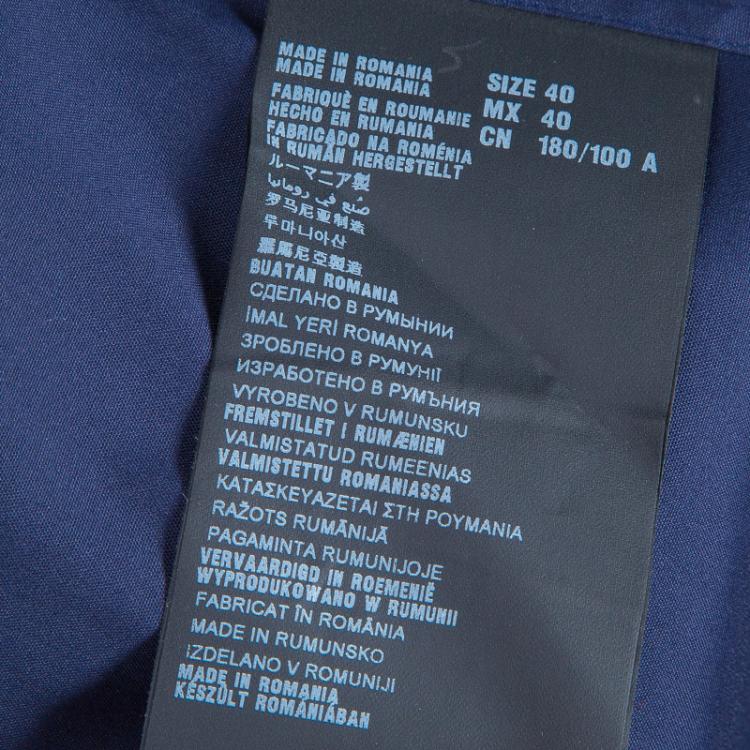 MADE IN ROMANIA
MADE IN ROMANIA
FABRIQUÈ EN ROUMANIE
HECHO EN RUMANIA
FABRICADO NA ROMÉNIA
IN RUMÄN HERGESTELLT
ルーマニア製
صنع في رومانيا
罗马尼亚制造
루마니아산
羅馬尼亞製造
BUATAN ROMANIA
СДЕЛАНО В РУМЫНИИ
İMAL YERİ ROMANYA
ЗРОБЛЕНО В РУМУНІЇ
ИЗРАБОТЕНО В РУМЪНИЯ
VYROBENO V RUMUNSKU
FREMSTILLET I RUMÆNIEN
VALMISTATUD RUMEENIAS
VALMISTETTU ROMANIASSA
ΚΑΤΑΣΚΕΥΑΖΕΤΑΙ ΣΤΗ ΡΟΥΜΑΝΙΑ
RAŽOTS RUMĀNIJĀ
PAGAMINTA RUMUNIJOJE
VERVAARDIGD IN ROEMENIË
WYPRODUKOWANO W RUMUNII
FABRICAT ÎN ROMÂNIA
MADE IN RUMUNSKO
IZDELANO V ROMUNIJI
MADE IN ROMANIA
KÉSZÜLT ROMÁNIÁBAN
SIZE 40
MX 40
CN 180/100 A